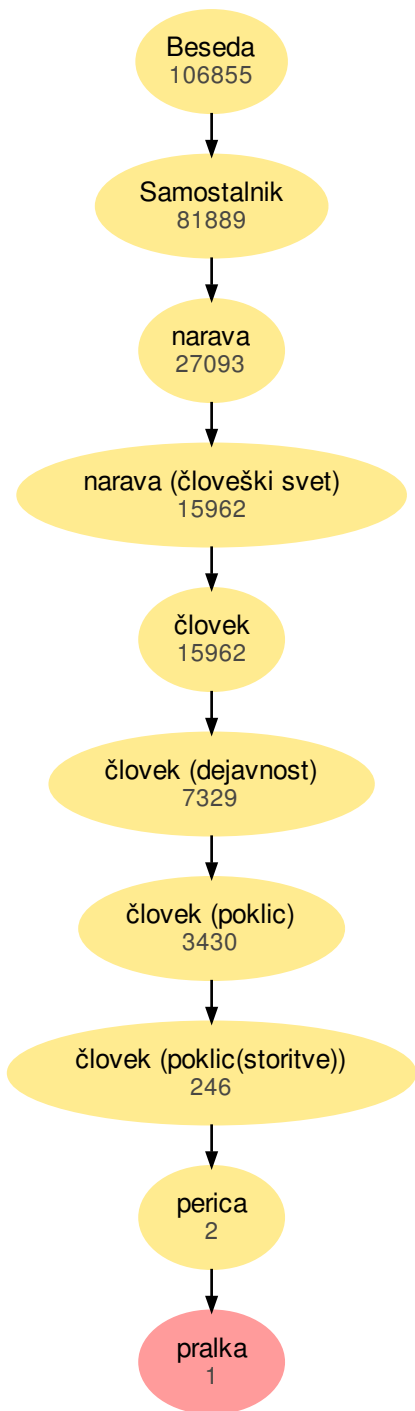 Beseda
106855
Samostalnik
81889
narava
27093
narava (človeški svet)
15962
človek
15962
človek (dejavnost)
7329
človek (poklic)
3430
človek (poklic(storitve))
246
perica
2
pralka
1